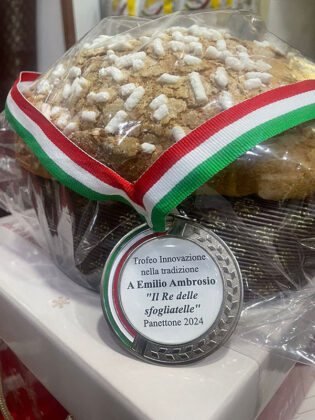 Trofeo Innovazione
nella tradizione
A Emilio Ambrosio
"Il Re delle
sfogliatelle"
Panettone 2024